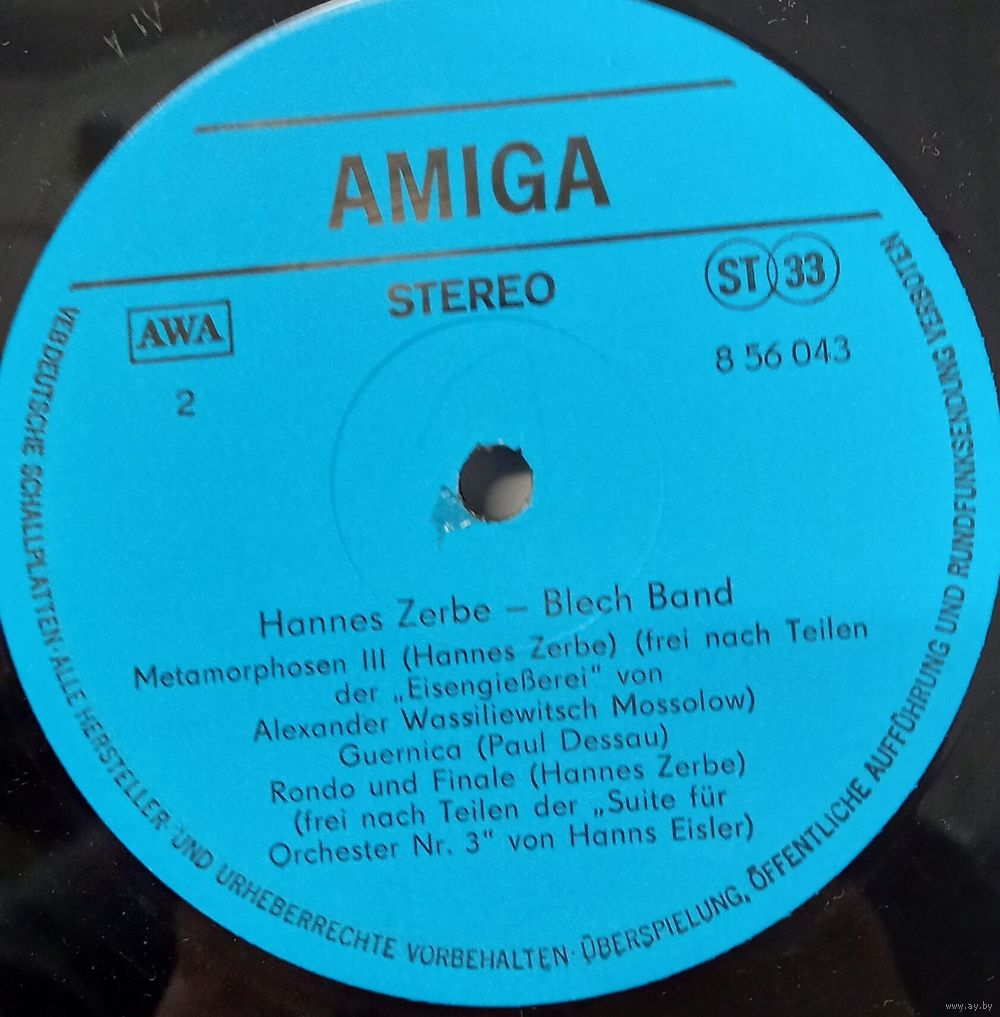 AMIGA
STEREO
ST 33
AWA
8 56 043
2
Hannes Zerbe – Blech Band
Metamorphosen III (Hannes Zerbe) (frei nach Teilen
der „Eisengießerei“ von
Alexander Wassiliewitsch Mossolow)
Guernica (Paul Dessau)
Rondo und Finale (Hannes Zerbe)
(frei nach Teilen der „Suite für
Orchester Nr. 3“ von Hanns Eisler)
VEB DEUTSCHE SCHALLPLATTEN · ALLE HERSTELLER- UND URHEBERRECHTE VORBEHALTEN · ÜBERSPIELUNG, ÖFFENTLICHE AUFFÜHRUNG UND RUNDFUNKSENDUNG VERBOTEN
www.ay.by